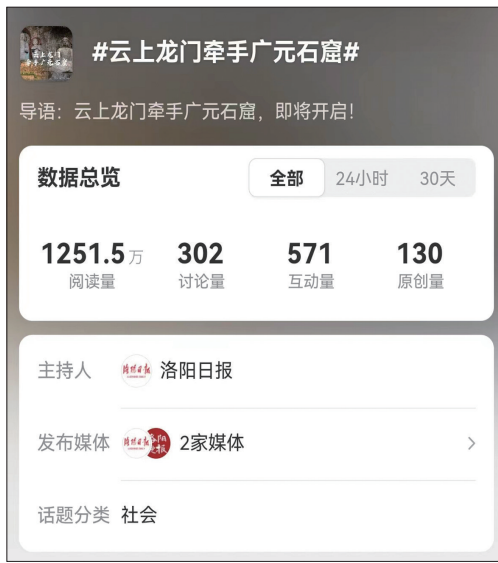 #云上龙门牵手广元石窟#
导语：云上龙门牵手广元石窟，即将开启！
数据总览
全部 24小时 30天
1251.5万 302 571 130
阅读量 讨论量 互动量 原创量
主持人 洛阳日报
发布媒体 2家媒体
话题分类 社会